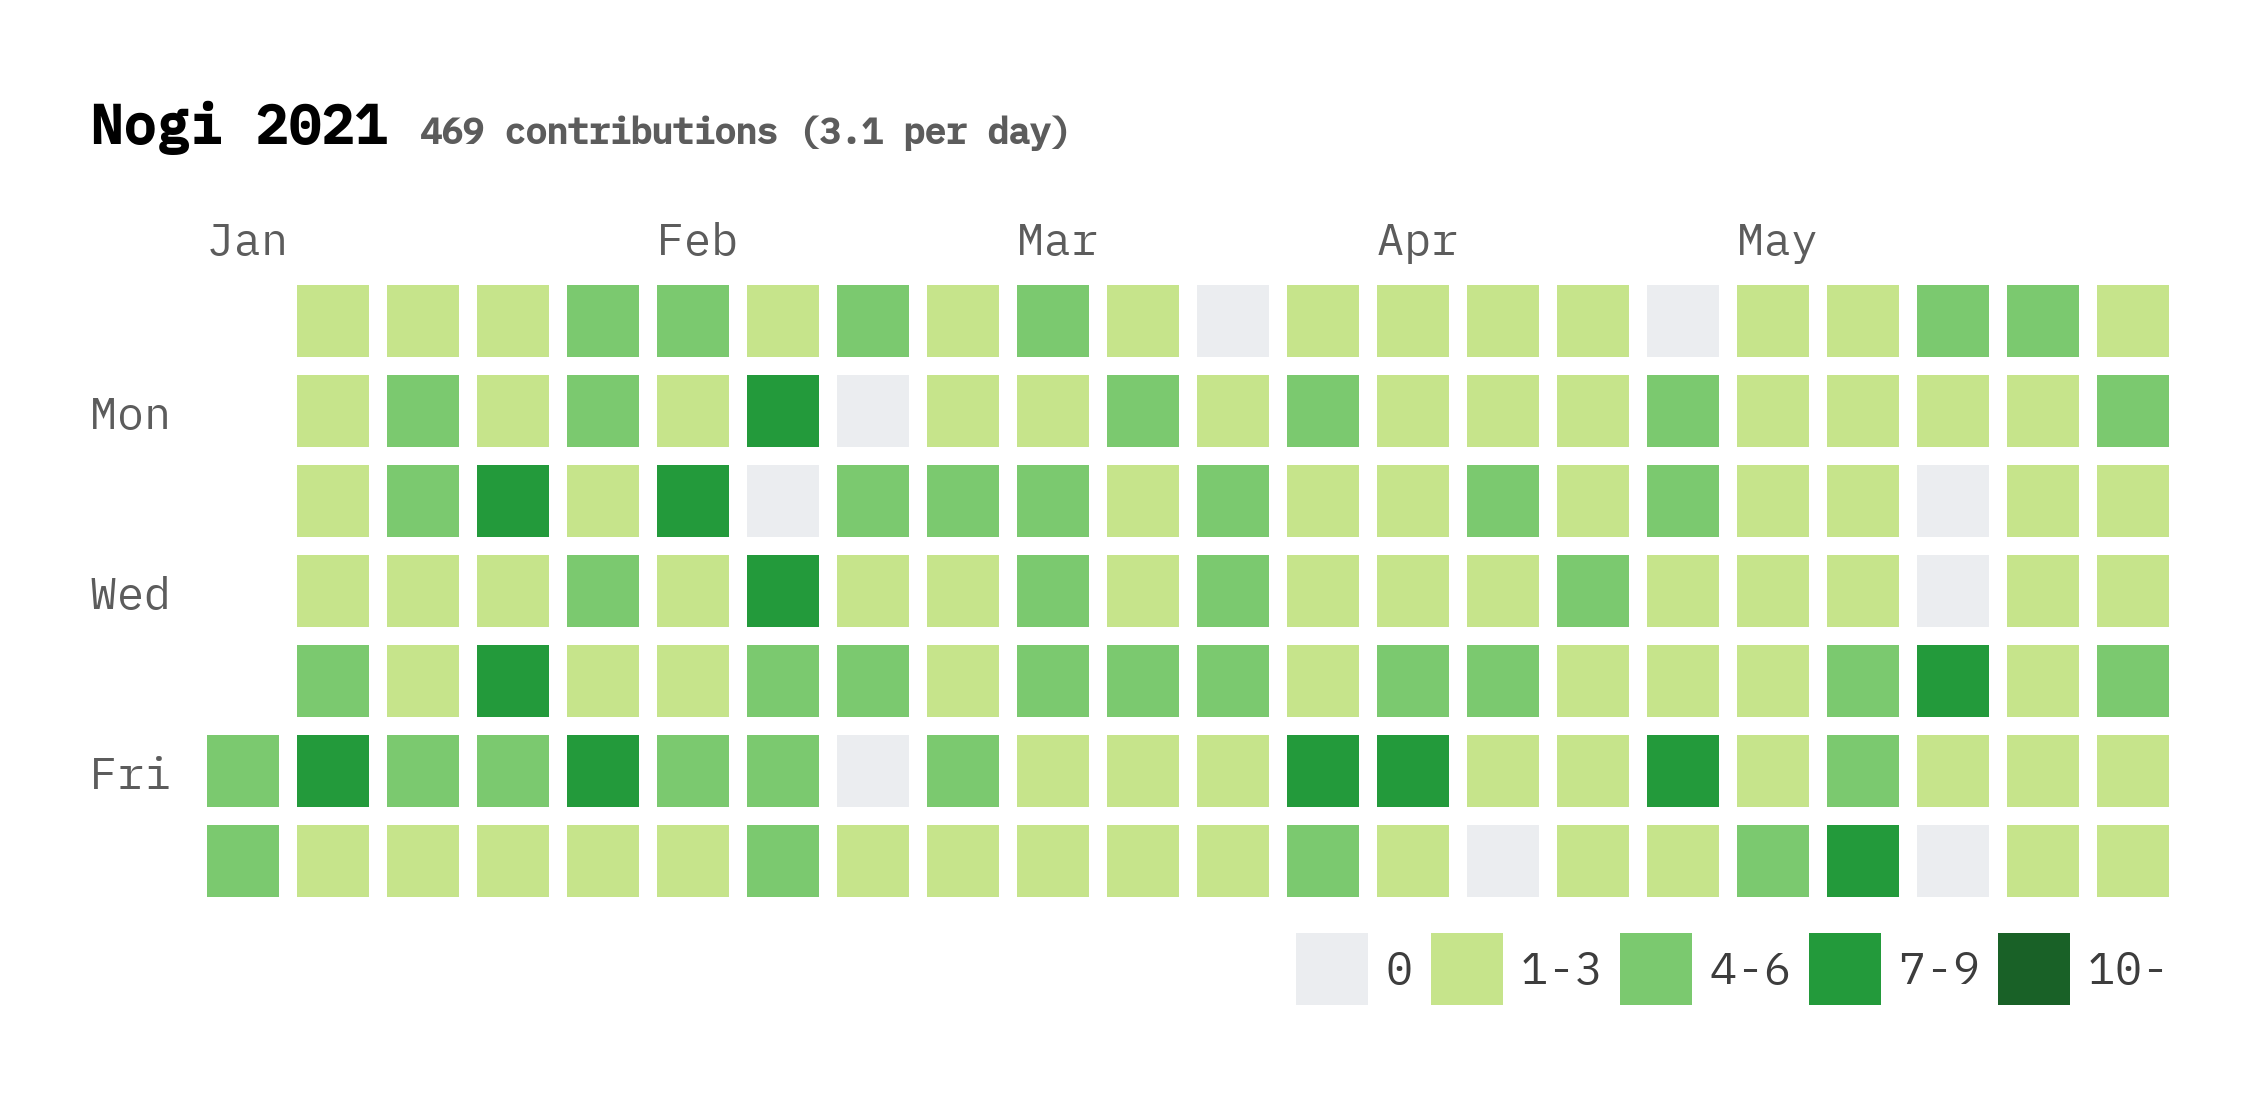 Nogi 2021 469 contributions (3.1 per day)
Jan Feb Mar Apr May
Mon
Wed
Fri
0 1-3 4-6 7-9 10-